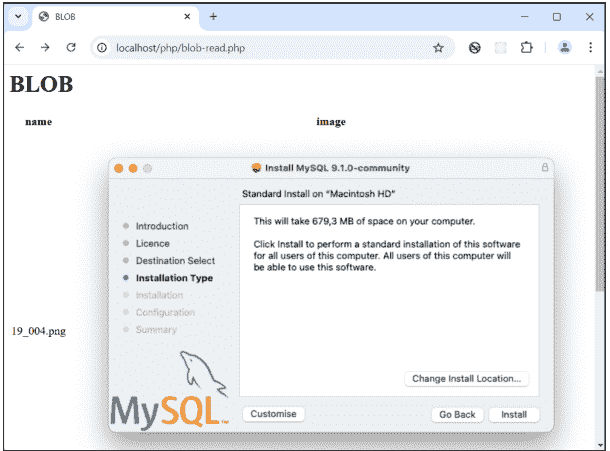 BLOB
localhost/php/blob-read.php
BLOB
name image
Install MySQL 9.1.0-community
Standard Install on “Macintosh HD”
This will take 679,3 MB of space on your computer.
Introduction
Click Install to perform a standard installation of this software
Licence
for all users of this computer. All users of this computer will
Destination Select
be able to use this software.
Installation Type
Installation
Configuration
19_004.png
Summary
Change Install Location...
MySQL™
Customise Go Back Install